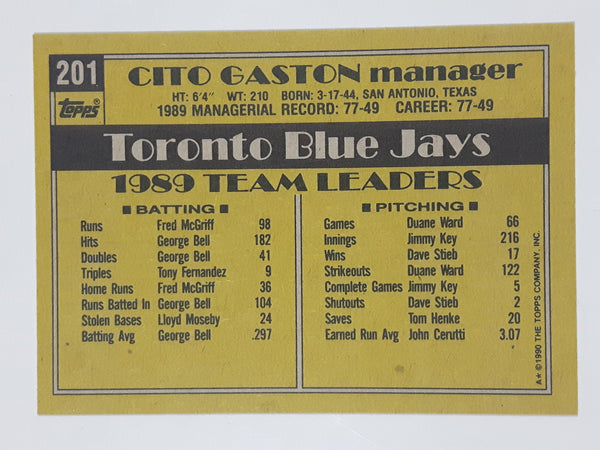 201
topps®
CITO GASTON manager
HT: 6'4" WT: 210 BORN: 3-17-44, SAN ANTONIO, TEXAS
1989 MANAGERIAL RECORD: 77-49 CAREER: 77-49
Toronto Blue Jays
1989 TEAM LEADERS
■ BATTING ■
Runs Fred McGriff 98
Hits George Bell 182
Doubles George Bell 41
Triples Tony Fernandez 9
Home Runs Fred McGriff 36
Runs Batted In George Bell 104
Stolen Bases Lloyd Moseby 24
Batting Avg George Bell .297
■ PITCHING ■
Games Duane Ward 66
Innings Jimmy Key 216
Wins Dave Stieb 17
Strikeouts Duane Ward 122
Complete Games Jimmy Key 5
Shutouts Dave Stieb 2
Saves Tom Henke 20
Earned Run Avg John Cerutti 3.07
A★ © 1990 THE TOPPS COMPANY, INC.